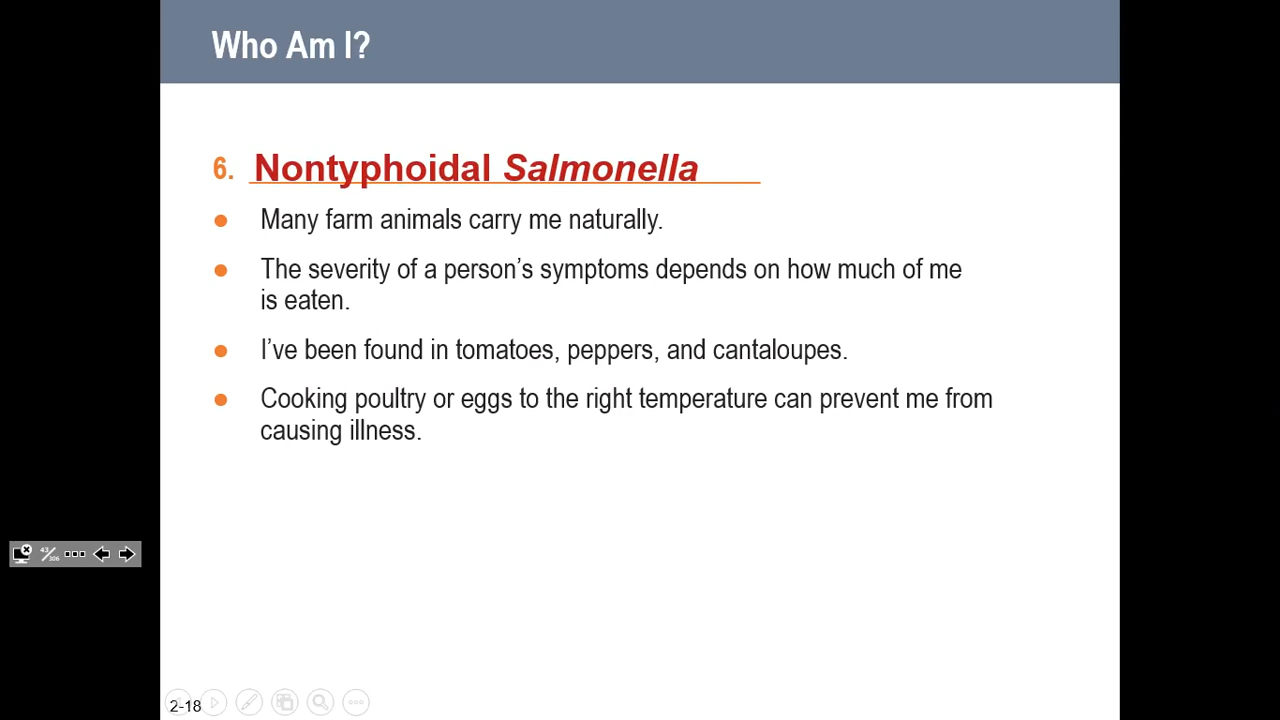 Who Am I?
6. Nontyphoidal Salmonella
● Many farm animals carry me naturally.
● The severity of a person’s symptoms depends on how much of me
is eaten.
● I’ve been found in tomatoes, peppers, and cantaloupes.
● Cooking poultry or eggs to the right temperature can prevent me from
causing illness.
43/306
2-18